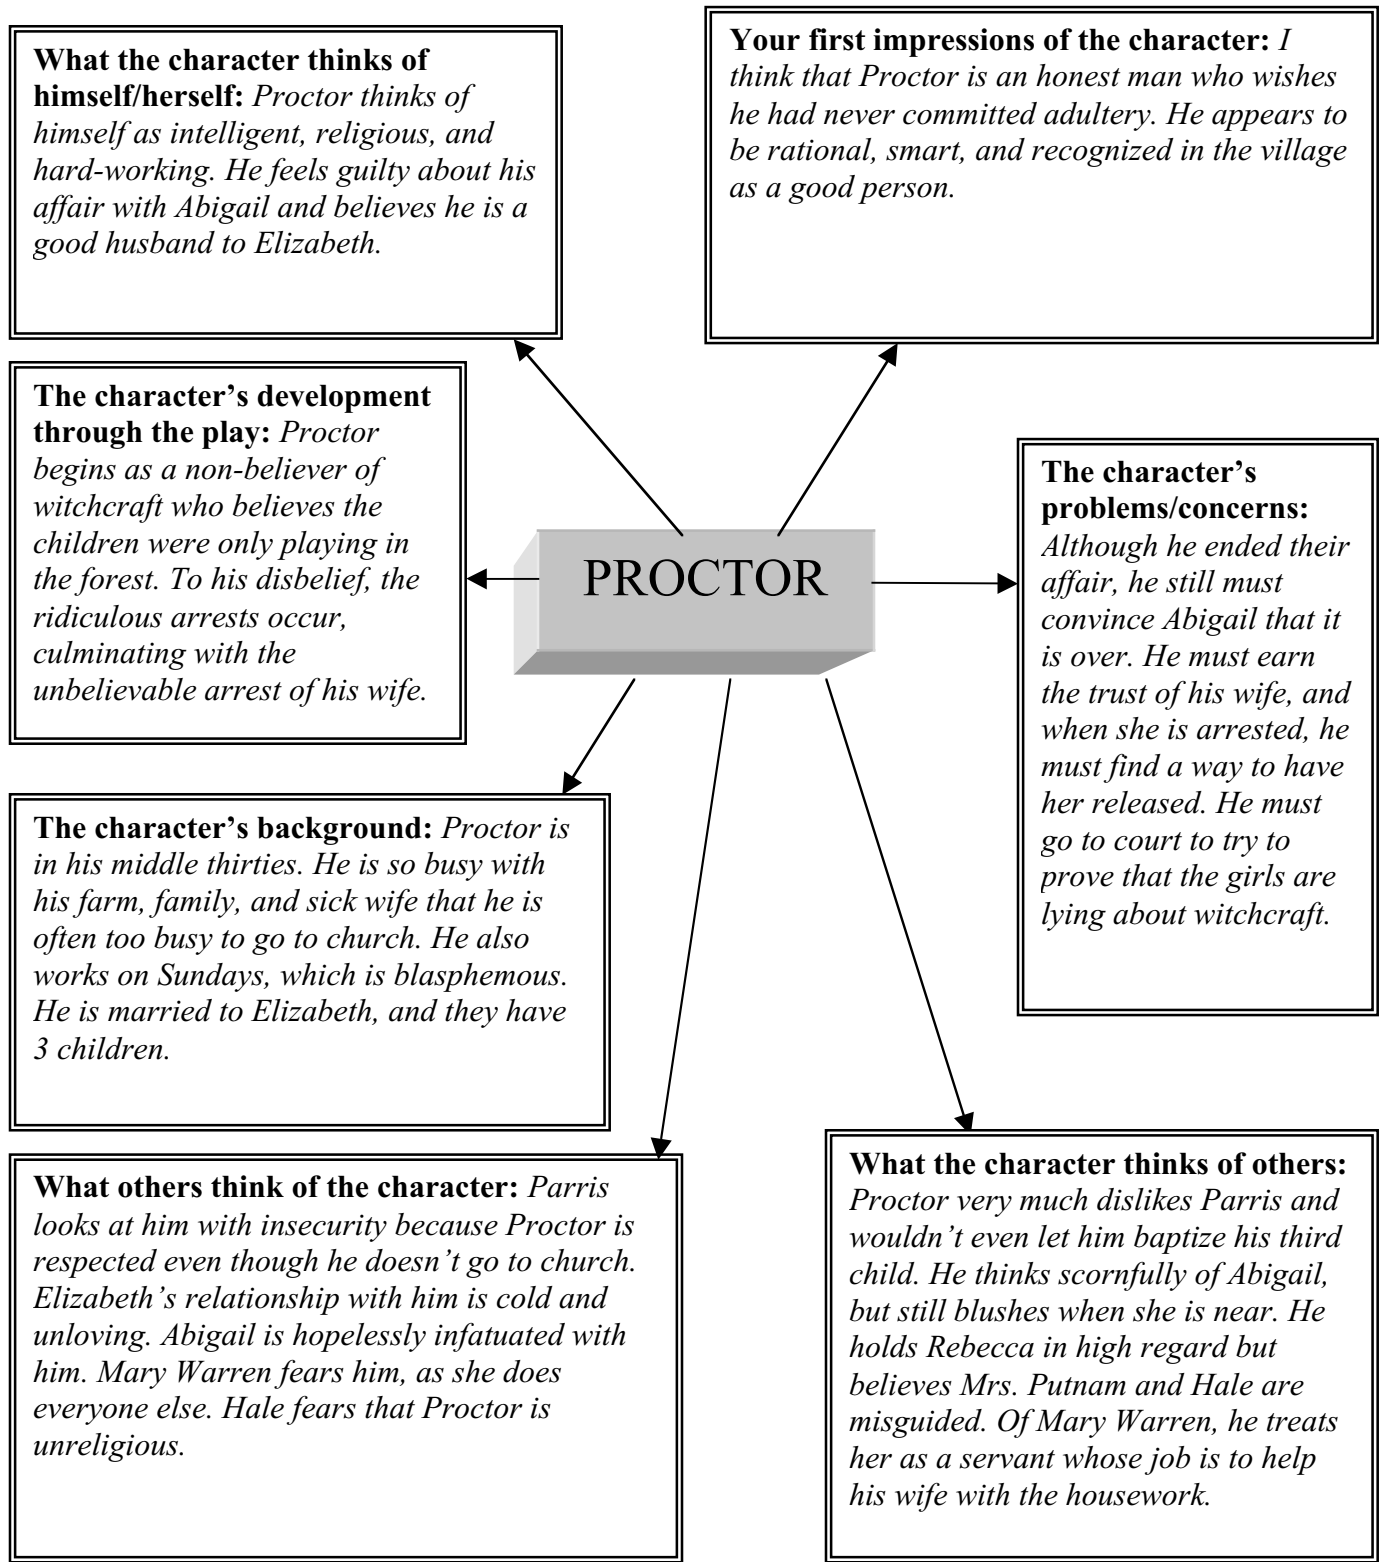 What the character thinks of
himself/herself: Proctor thinks of
himself as intelligent, religious, and
hard-working. He feels guilty about his
affair with Abigail and believes he is a
good husband to Elizabeth.
Your first impressions of the character: I
think that Proctor is an honest man who wishes
he had never committed adultery. He appears to
be rational, smart, and recognized in the village
as a good person.
The character’s development
through the play: Proctor
begins as a non-believer of
witchcraft who believes the
children were only playing in
the forest. To his disbelief, the
ridiculous arrests occur,
culminating with the
unbelievable arrest of his wife.
PROCTOR
The character’s
problems/concerns:
Although he ended their
affair, he still must
convince Abigail that it
is over. He must earn
the trust of his wife, and
when she is arrested, he
must find a way to have
her released. He must
go to court to try to
prove that the girls are
lying about witchcraft.
The character’s background: Proctor is
in his middle thirties. He is so busy with
his farm, family, and sick wife that he is
often too busy to go to church. He also
works on Sundays, which is blasphemous.
He is married to Elizabeth, and they have
3 children.
What others think of the character: Parris
looks at him with insecurity because Proctor is
respected even though he doesn’t go to church.
Elizabeth’s relationship with him is cold and
unloving. Abigail is hopelessly infatuated with
him. Mary Warren fears him, as she does
everyone else. Hale fears that Proctor is
unreligious.
What the character thinks of others:
Proctor very much dislikes Parris and
wouldn’t even let him baptize his third
child. He thinks scornfully of Abigail,
but still blushes when she is near. He
holds Rebecca in high regard but
believes Mrs. Putnam and Hale are
misguided. Of Mary Warren, he treats
her as a servant whose job is to help
his wife with the housework.